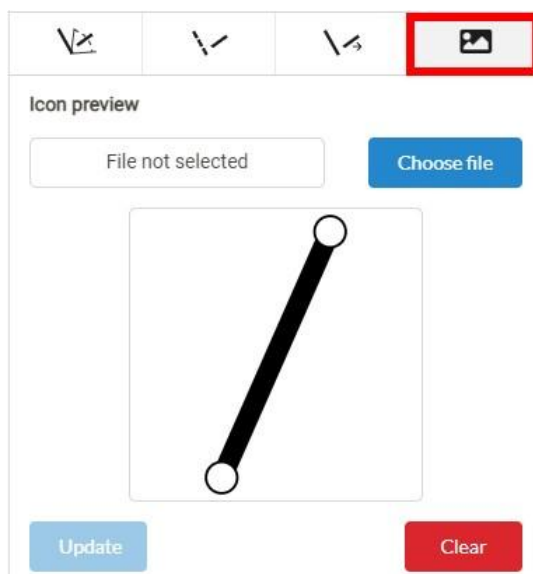 Icon preview
File not selected
Choose file
Update
Clear